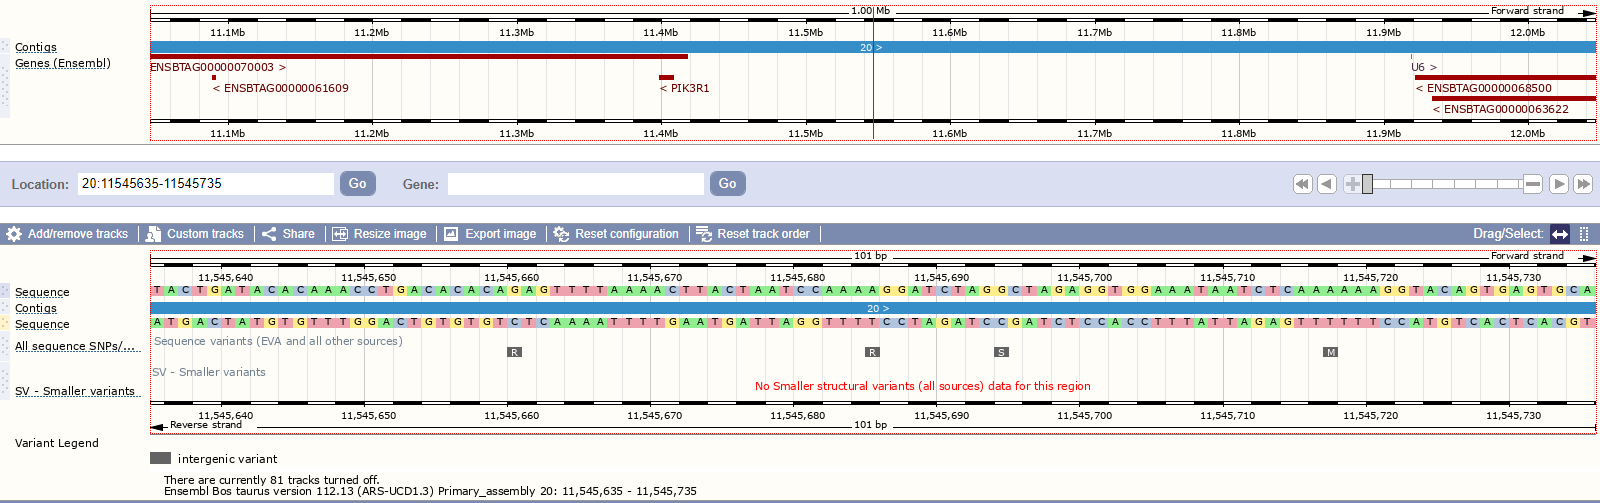 1.00 Mb
Forward strand
11.1Mb 11.2Mb 11.3Mb 11.4Mb 11.5Mb 11.6Mb 11.7Mb 11.8Mb 11.9Mb 12.0Mb
Contigs 20 >
Genes (Ensembl)
ENSBTAG00000070003 > U6 >
< ENSBTAG00000061609 < PIK3R1 < ENSBTAG00000068500
< ENSBTAG00000063622
11.1Mb 11.2Mb 11.3Mb 11.4Mb 11.5Mb 11.6Mb 11.7Mb 11.8Mb 11.9Mb 12.0Mb
Location: 20:11545635-11545735 Go Gene: Go
Add/remove tracks Custom tracks Share Resize image Export image Reset configuration Reset track order Drag/Select:
101 bp Forward strand
11,545,640 11,545,650 11,545,660 11,545,670 11,545,680 11,545,690 11,545,700 11,545,710 11,545,720 11,545,730
Sequence T A C T G A T A C A C A A A C C T G A C A C A C A G A G T T T T A A A A C T T A C T A A T C C A A A A G G A T C T A G G C T A G A G G T G G A A A T A A T C T C A A A A A A G G T A C A G T G A G T G C A
Contigs 20 >
Sequence A T G A C T A T G T G T T T G G A C T G T G T G T C T C A A A A T T T T G A A T G A T T A G G T T T T C C T A G A T C C G A T C T C C A C C T T T A T T A G A G T T T T T T C C A T G T C A C T C A C G T
Sequence variants (EVA and all other sources)
All sequence SNPs/... R R S M
SV - Smaller variants
SV - Smaller variants No Smaller structural variants (all sources) data for this region
11,545,640 11,545,650 11,545,660 11,545,670 11,545,680 11,545,690 11,545,700 11,545,710 11,545,720 11,545,730
Reverse strand 101 bp
Variant Legend
intergenic variant
There are currently 81 tracks turned off.
Ensembl Bos taurus version 112.13 (ARS-UCD1.3) Primary_assembly 20: 11,545,635 - 11,545,735